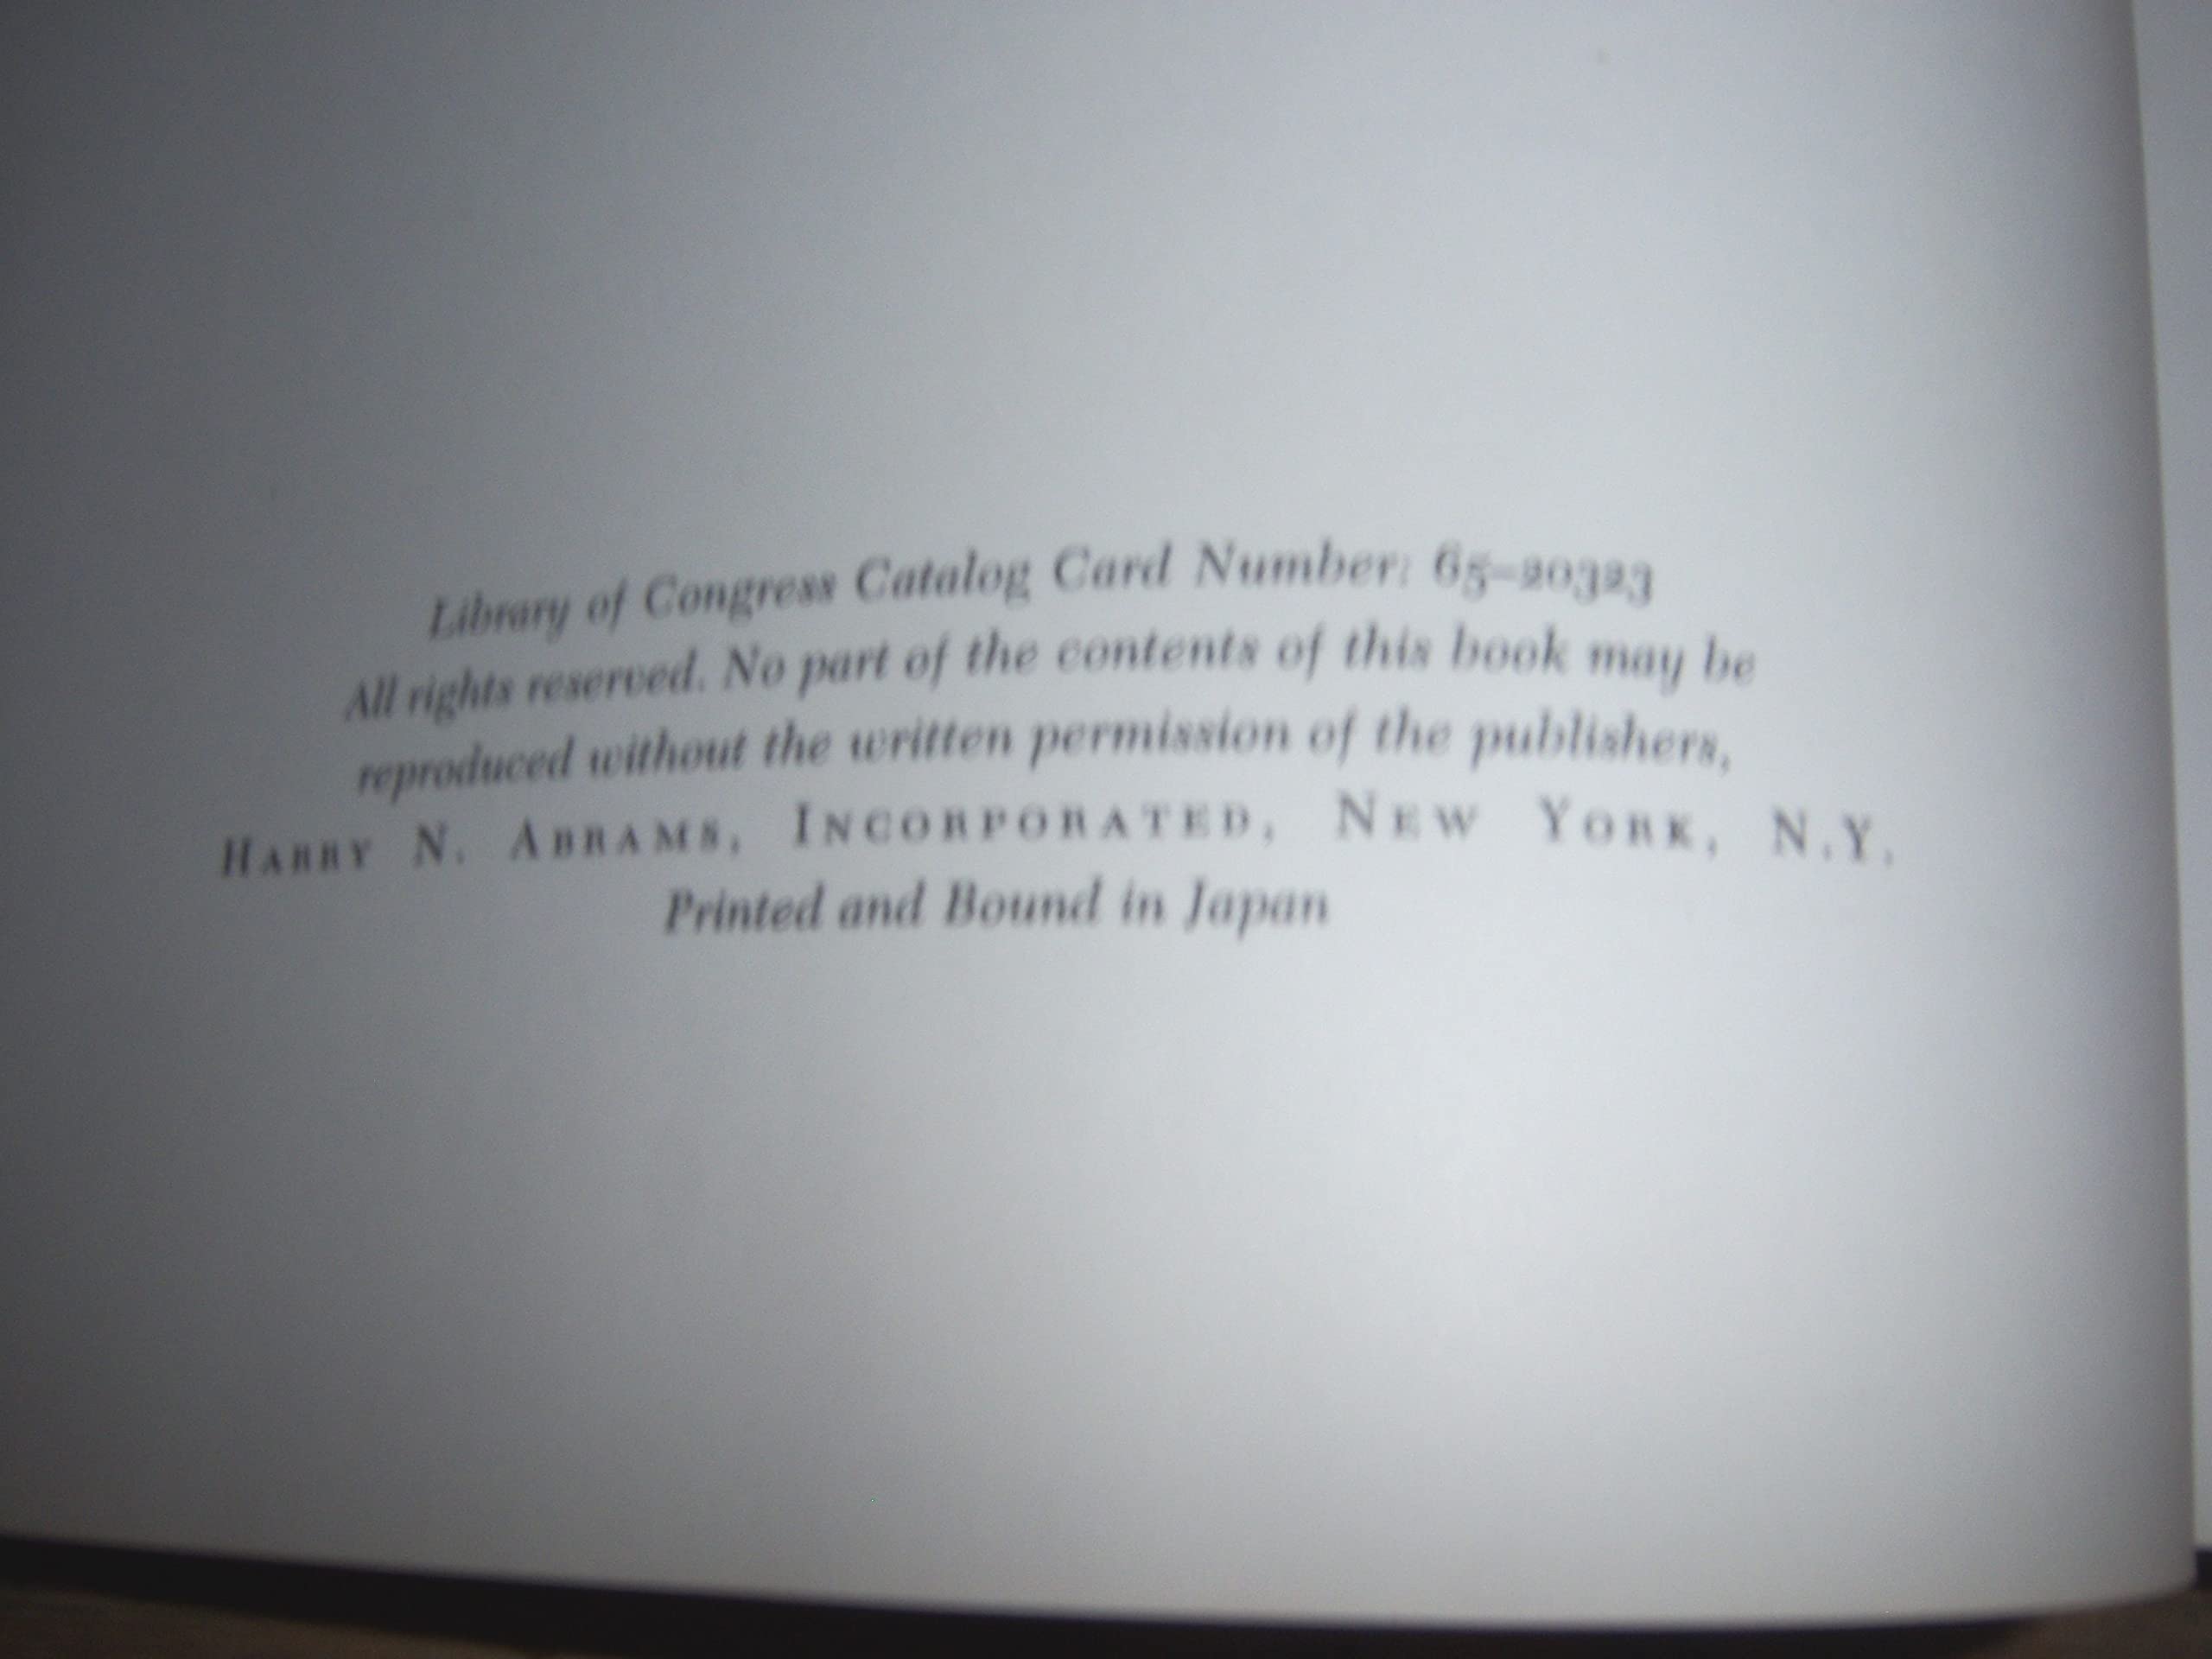 Library of Congress Catalog Card Number: 65–20323
All rights reserved. No part of the contents of this book may be
reproduced without the written permission of the publishers,
HARRY N. ABRAMS, INCORPORATED, NEW YORK, N.Y.
Printed and Bound in Japan